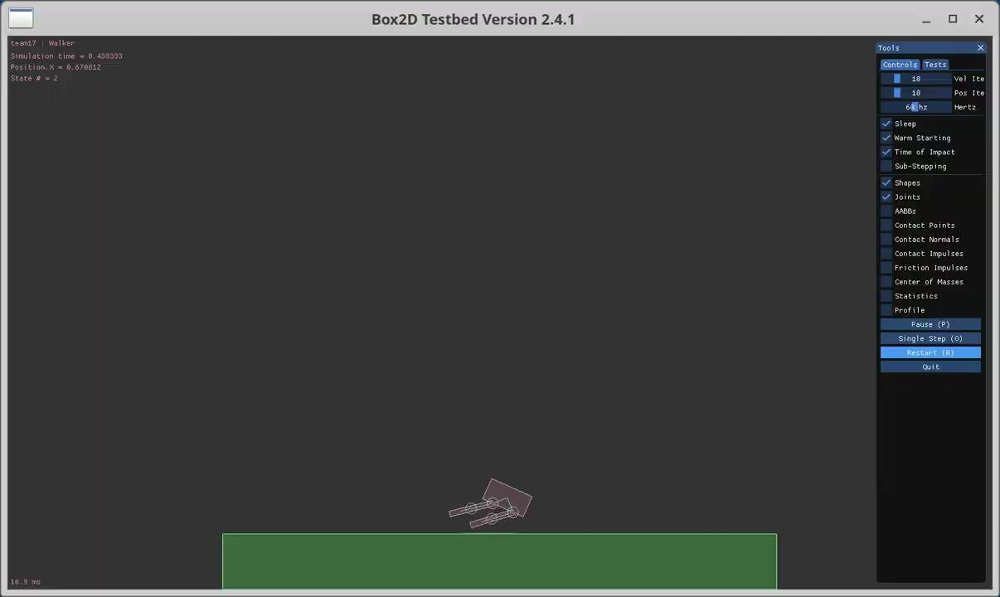 Box2D Testbed Version 2.4.1
team17 : Walker
Simulation time = 0.433333
Position.X = 0.670012
State # = 2
Tools
Controls Tests
10 Vel Ite
10 Pos Ite
60 hz Hertz
Sleep
Warm Starting
Time of Impact
Sub-Stepping
Shapes
Joints
AABBs
Contact Points
Contact Normals
Contact Impulses
Friction Impulses
Center of Masses
Statistics
Profile
Pause (P)
Single Step (O)
Restart (R)
Quit
16.9 ms